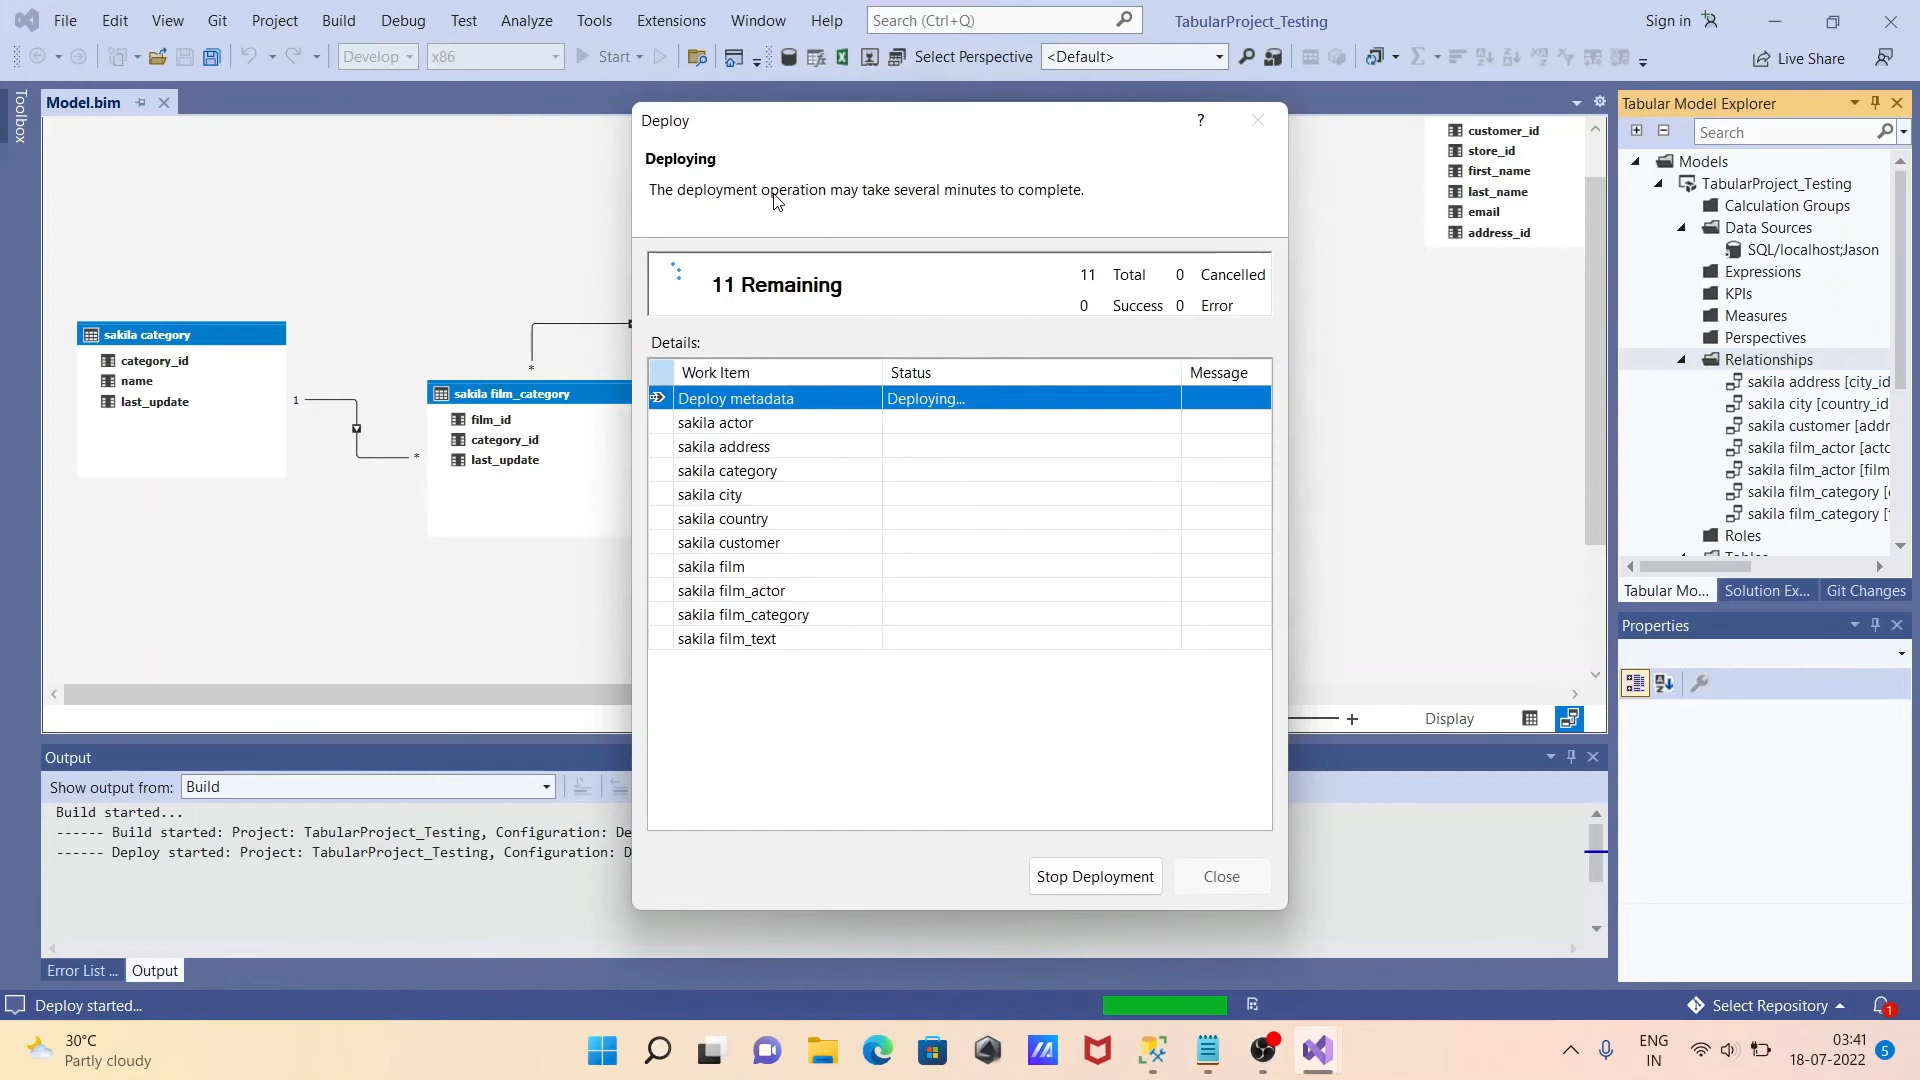 File Edit View Git Project Build Debug Test Analyze Tools Extensions Window Help Search (Ctrl+Q) TabularProject_Testing Sign in
Develop x86 Start Select Perspective <Default> Live Share
Toolbox
Model.bim
sakila category
category_id
name
last_update
1
*
*
sakila film_category
film_id
category_id
last_update
customer_id
store_id
first_name
last_name
email
address_id
Display
Deploy ?
Deploying
The deployment operation may take several minutes to complete.
11 Remaining
11 Total 0 Cancelled
0 Success 0 Error
Details:
Work Item Status Message
Deploy metadata Deploying...
sakila actor
sakila address
sakila category
sakila city
sakila country
sakila customer
sakila film
sakila film_actor
sakila film_category
sakila film_text
Stop Deployment Close
Tabular Model Explorer
Search
Models
TabularProject_Testing
Calculation Groups
Data Sources
SQL/localhost;Jason
Expressions
KPIs
Measures
Perspectives
Relationships
sakila address [city_id
sakila city [country_id
sakila customer [addr
sakila film_actor [acto
sakila film_actor [film
sakila film_category [
sakila film_category [
Roles
Tabular Mo... Solution Ex... Git Changes
Properties
Output
Show output from: Build
Build started...
------ Build started: Project: TabularProject_Testing, Configuration: De
------ Deploy started: Project: TabularProject_Testing, Configuration: D
Error List ... Output
Deploy started... Select Repository 1
30°C
Partly cloudy
ENG
IN
03:41
18-07-2022
5